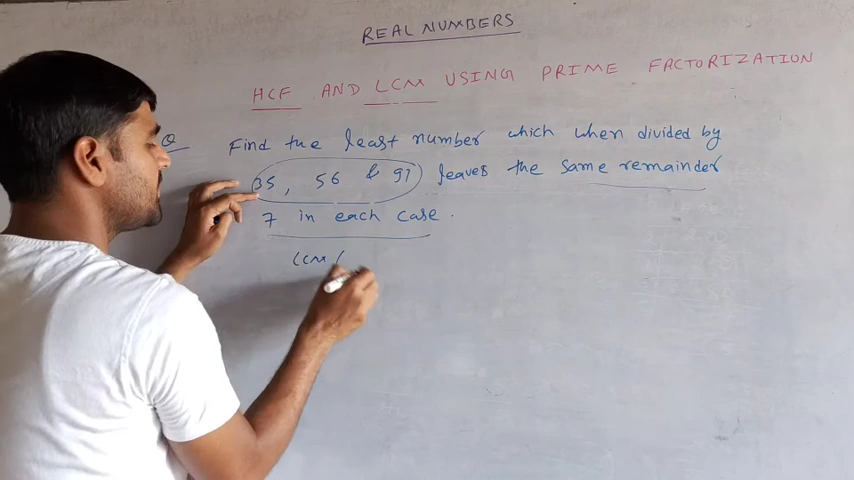 REAL NUMBERS
HCF AND LCM USING PRIME FACTORIZATION
Q Find the least number which when divided by
35, 56 & 91 leaves the same remainder
7 in each case.
LCM (